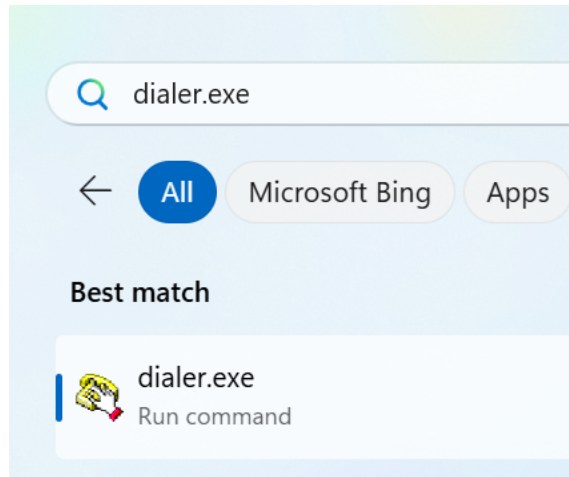 dialer.exe
All Microsoft Bing Apps
Best match
dialer.exe
Run command